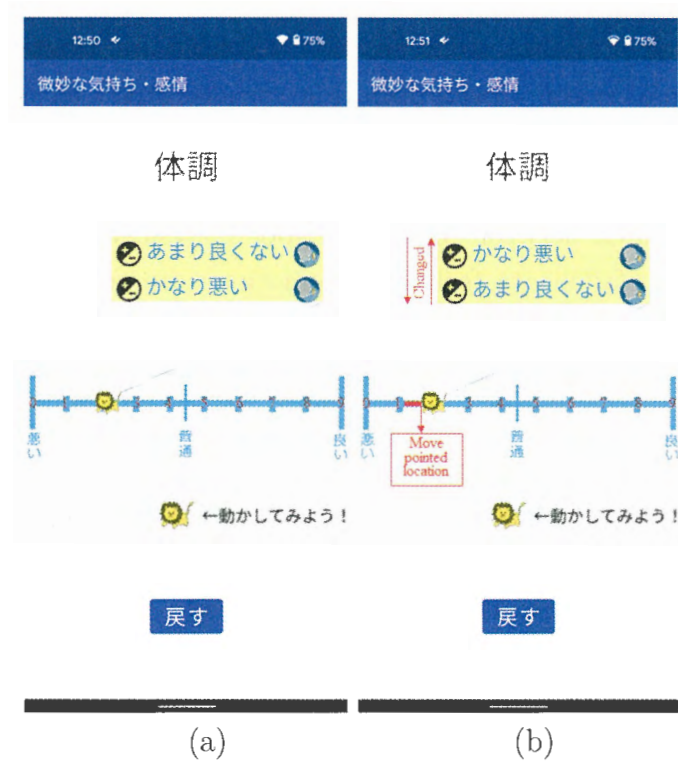 12:50 75%
微妙な気持ち・感情
体調
あまり良くない
かなり悪い
悪い
普通
良い
←動かしてみよう！
戻す
(a)
12:51 75%
微妙な気持ち・感情
体調
Changed
かなり悪い
あまり良くない
悪い
普通
良い
Move
pointed
location
←動かしてみよう！
戻す
(b)